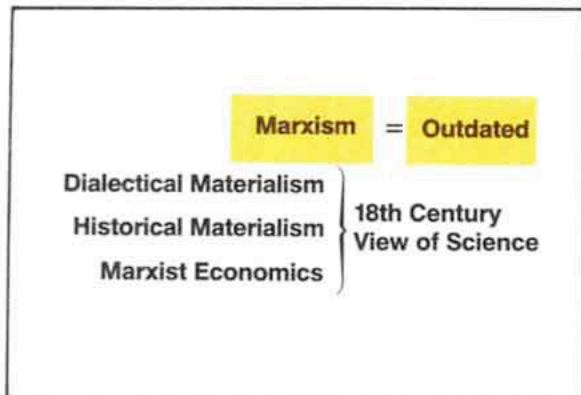 Marxism = Outdated
Dialectical Materialism
Historical Materialism
Marxist Economics
18th Century
View of Science